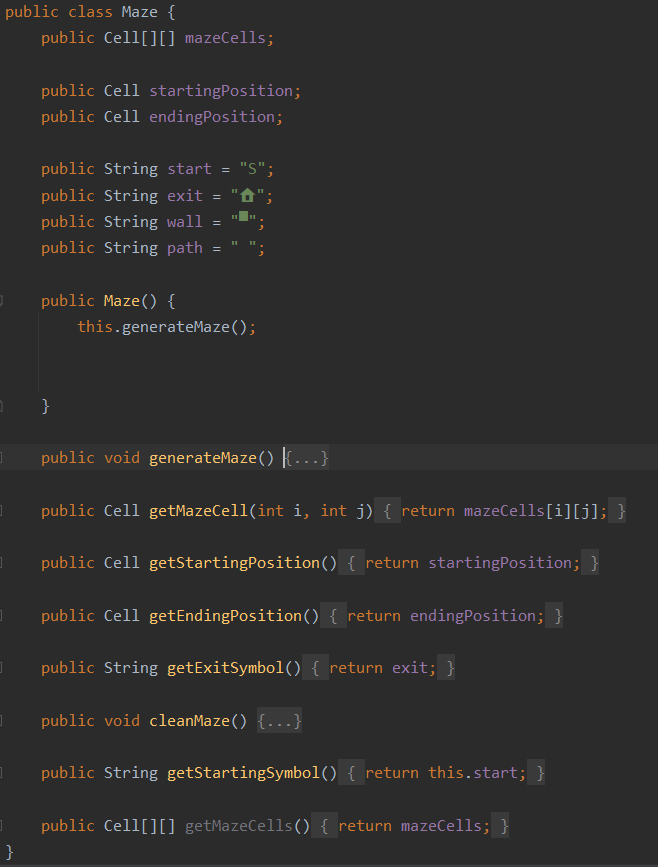 public class Maze {
public Cell[][] mazeCells;
public Cell startingPosition;
public Cell endingPosition;
public String start = "S";
public String exit = "🏠";
public String wall = "▀";
public String path = " ";
public Maze() {
this.generateMaze();
}
public void generateMaze() {...}
public Cell getMazeCell(int i, int j) { return mazeCells[i][j]; }
public Cell getStartingPosition() { return startingPosition; }
public Cell getEndingPosition() { return endingPosition; }
public String getExitSymbol() { return exit; }
public void cleanMaze() {...}
public String getStartingSymbol() { return this.start; }
public Cell[][] getMazeCells() { return mazeCells; }
}